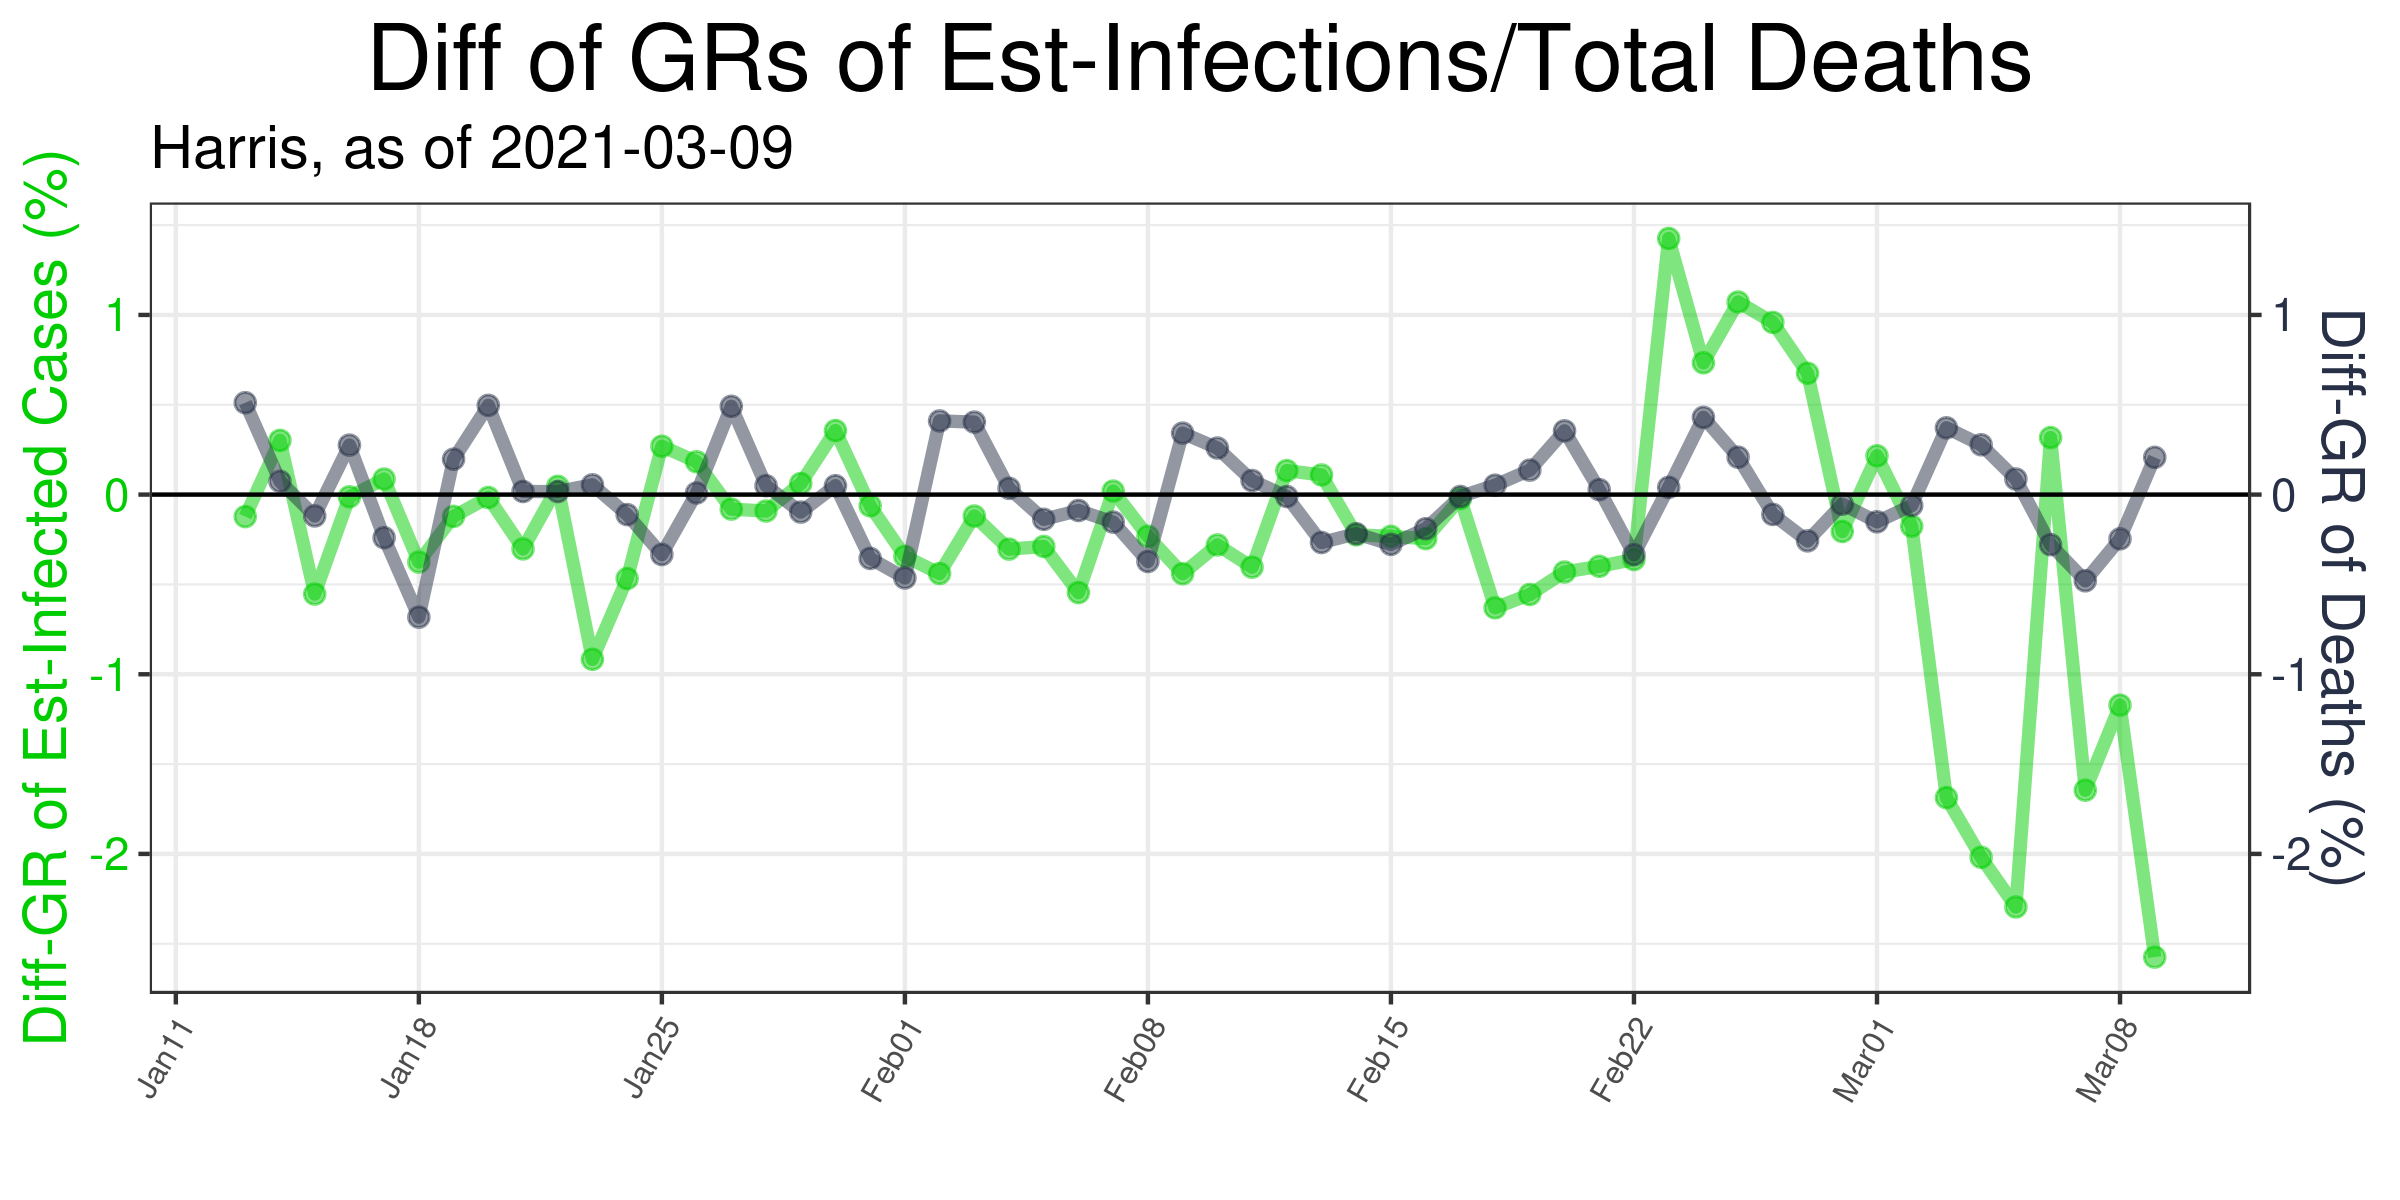 Diff of GRs of Est-Infections/Total Deaths
Harris, as of 2021-03-09
Diff-GR of Est-Infected Cases (%)
1
0
-1
-2
1
0
-1
-2
Diff-GR of Deaths (%)
Jan11
Jan18
Jan25
Feb01
Feb08
Feb15
Feb22
Mar01
Mar08